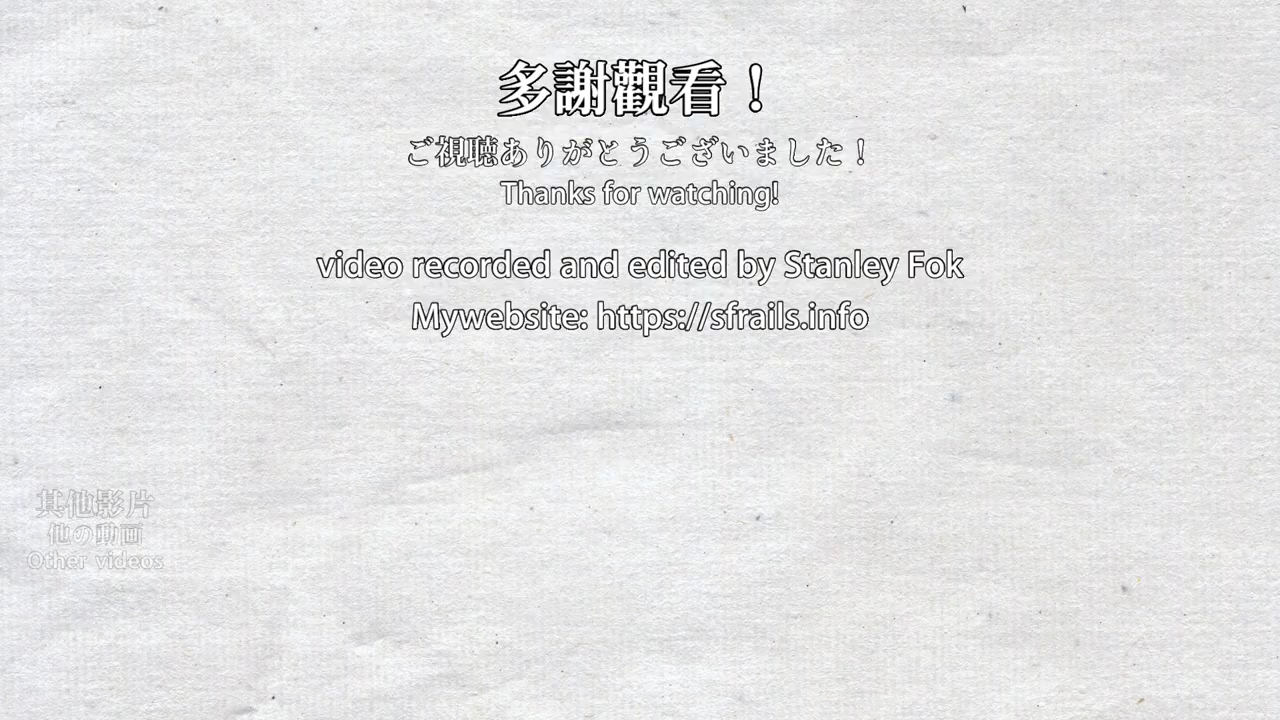 多謝觀看！
ご視聴ありがとうございました！
Thanks for watching!
video recorded and edited by Stanley Fok
Mywebsite: https://sfrails.info
其他影片
他の動画
Other videos